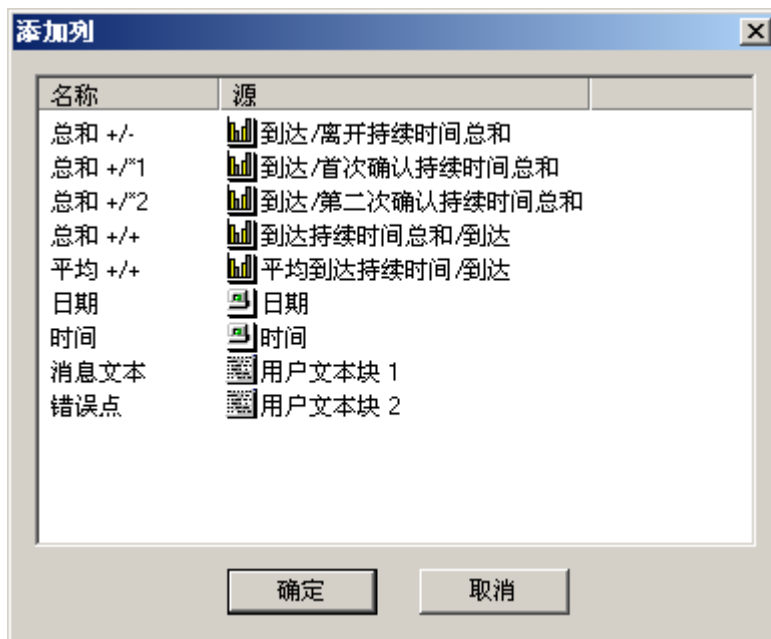 添加列
名称 源
总和 +/- 到达/离开持续时间总和
总和 +/*1 到达/首次确认持续时间总和
总和 +/*2 到达/第二次确认持续时间总和
总和 +/+ 到达持续时间总和/到达
平均 +/+ 平均到达持续时间/到达
日期 日期
时间 时间
消息文本 用户文本块 1
错误点 用户文本块 2
确定 取消